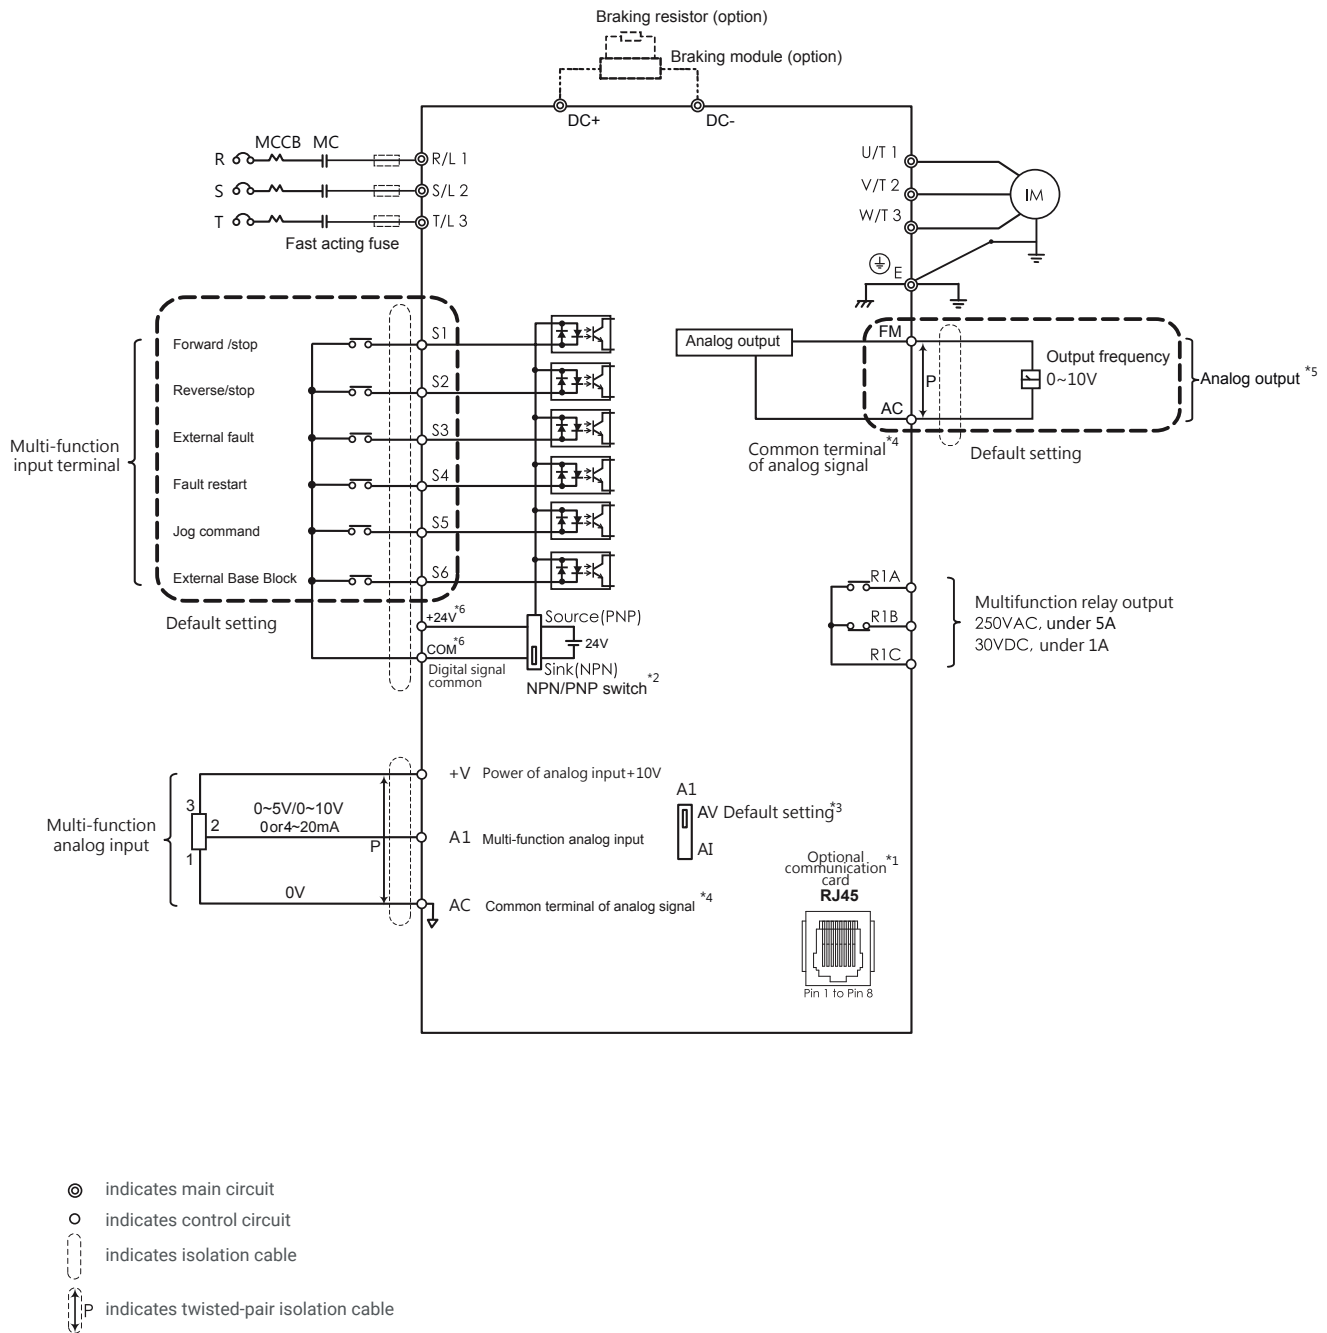 Braking resistor (option)
Braking module (option)
DC+
DC-
MCCB MC
R
R/L 1
S
S/L 2
T
T/L 3
Fast acting fuse
U/T 1
V/T 2
W/T 3
IM
E
Multi-function
input terminal
Forward /stop
S1
Reverse/stop
S2
External fault
S3
Fault restart
S4
Jog command
S5
External Base Block
S6
Default setting
+24V*6
COM*6
Digital signal
common
Source(PNP)
24V
Sink(NPN)
NPN/PNP switch*2
Analog output
FM
P
AC
Output frequency
0~10V
Analog output *5
Common terminal*4
of analog signal
Default setting
R1A
R1B
R1C
Multifunction relay output
250VAC, under 5A
30VDC, under 1A
Multi-function
analog input
3
2
1
0~5V/0~10V
0or4~20mA
0V
P
+V Power of analog input+10V
A1 Multi-function analog input
AC Common terminal of analog signal *4
A1
AV Default setting*3
AI
Optional
communication*1
card
RJ45
Pin 1 to Pin 8
indicates main circuit
indicates control circuit
indicates isolation cable
P indicates twisted-pair isolation cable